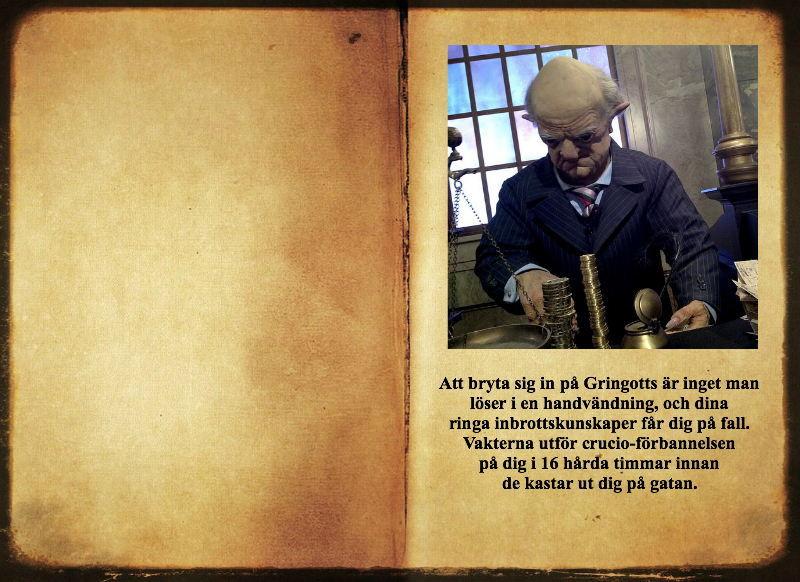 Att bryta sig in på Gringotts är inget man
löser i en handvändning, och dina
ringa inbrottskunskaper får dig på fall.
Vakterna utför crucio-förbannelsen
på dig i 16 hårda timmar innan
de kastar ut dig på gatan.